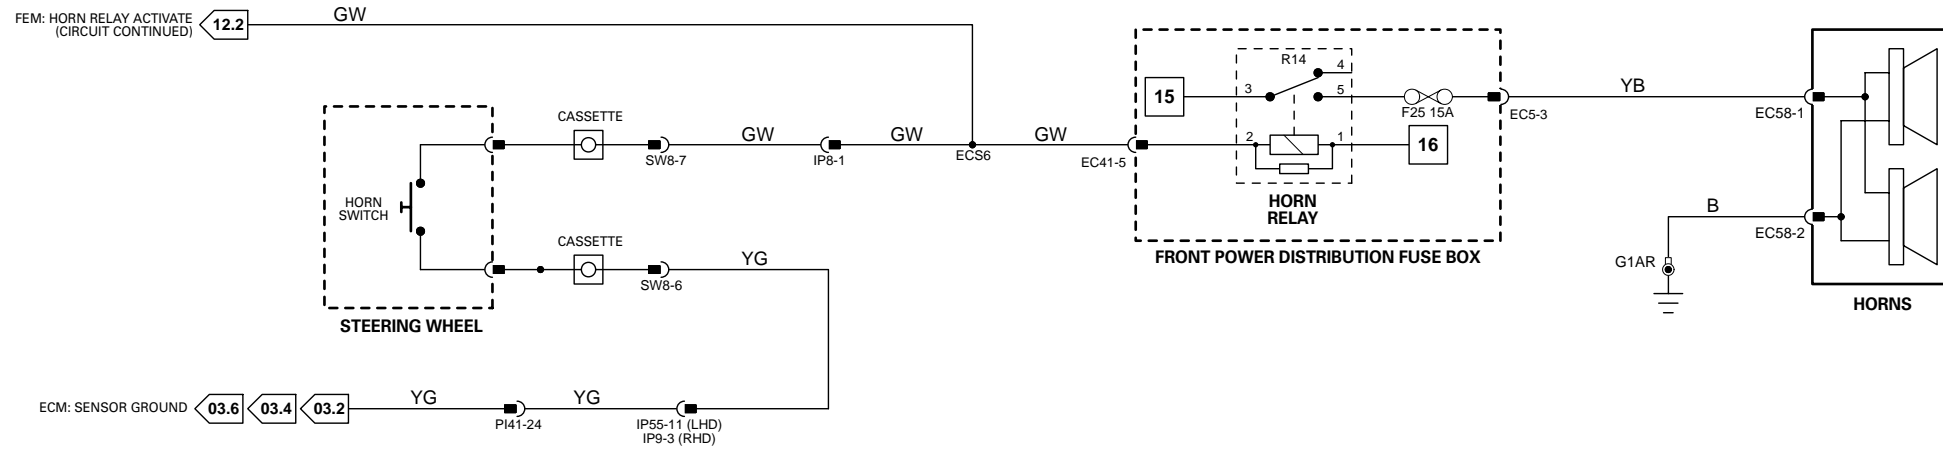 FEM: HORN RELAY ACTIVATE
(CIRCUIT CONTINUED)
12.2
GW
HORN
SWITCH
STEERING WHEEL
CASSETTE
SW8-7
GW
IP8-1
GW
ECS6
GW
EC41-5
CASSETTE
SW8-6
YG
ECM: SENSOR GROUND
03.6
03.4
03.2
YG
PI41-24
YG
IP55-11 (LHD)
IP9-3 (RHD)
15
R14
3
4
5
2
1
F25 15A
16
HORN
RELAY
FRONT POWER DISTRIBUTION FUSE BOX
EC5-3
YB
EC58-1
B
EC58-2
G1AR
HORNS